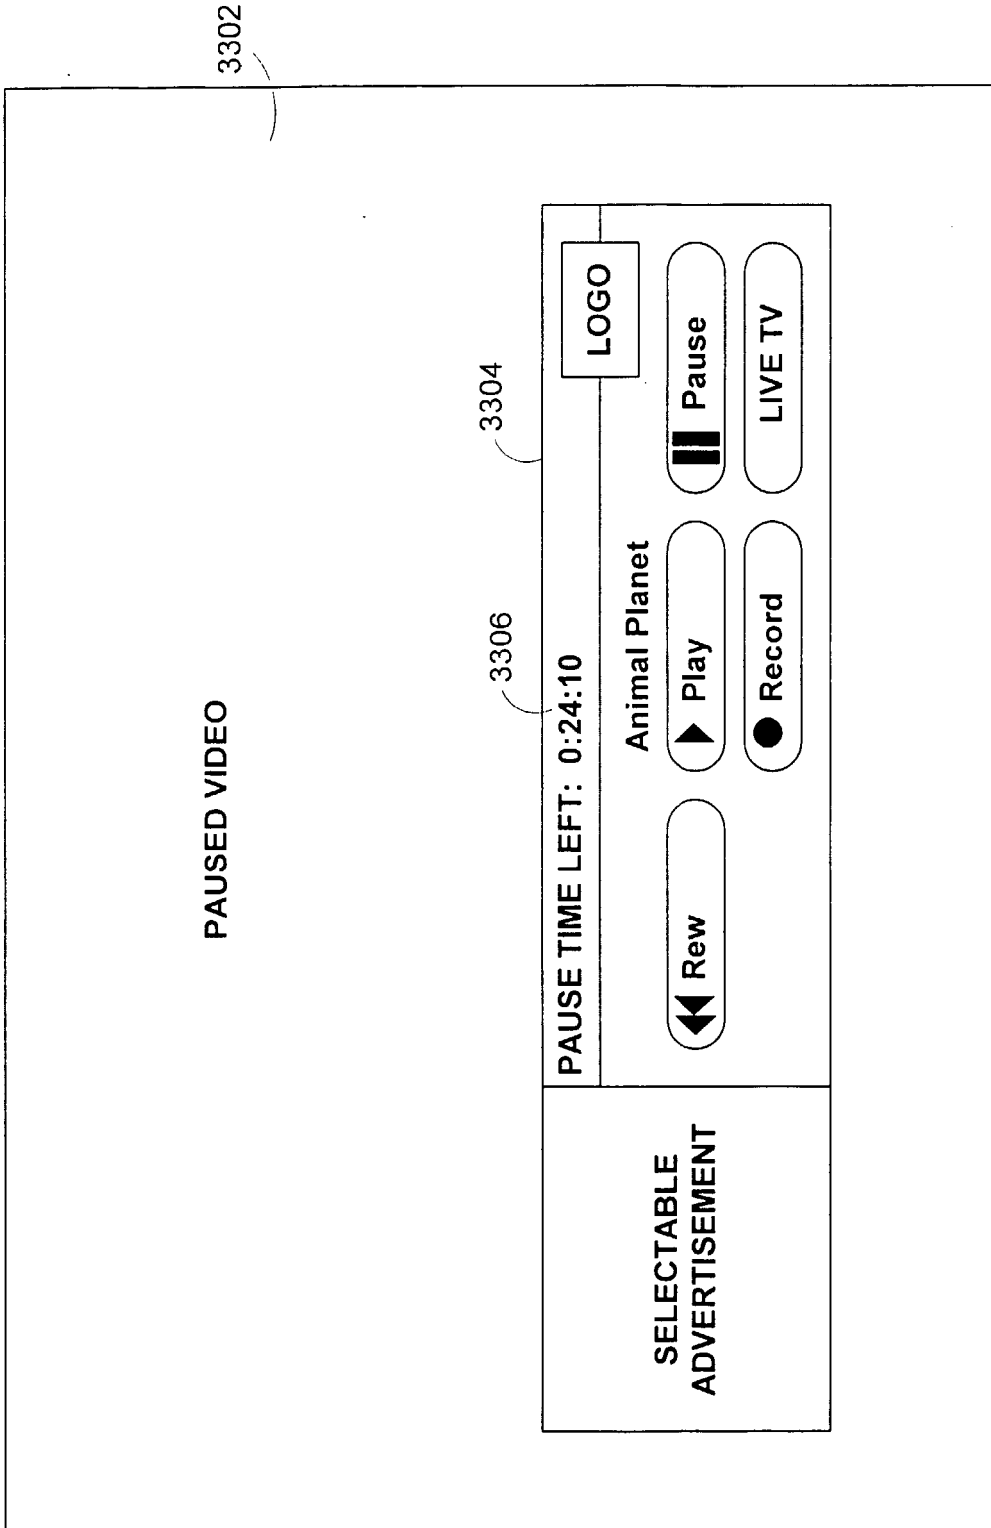 3302
PAUSED VIDEO
3304
3306
PAUSE TIME LEFT: 0:24:10
LOGO
SELECTABLE
ADVERTISEMENT
Animal Planet
Rew
Play
Pause
Record
LIVE TV